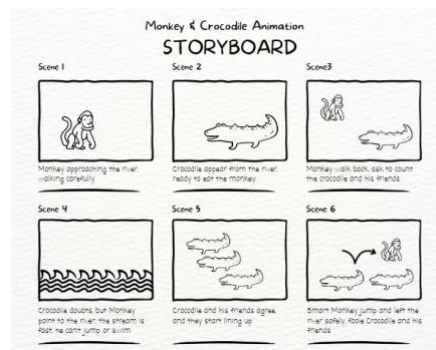 Monkey & Crocodile Animation
STORYBOARD
Scene 1
Scene 2
Scene3
Monkey approaching the river,
walking carefully
Crocodile appear from the river,
ready to eat the monkey
Monkey walk back, ask to count
the crocodile and his friends
Scene 4
Scene 5
Scene 6
Crocodile doubts, but Monkey
point to the river, the stream is
fast, he cant jump or swim
Crocodile and his friends agree,
and they start lining up
Smart Monkey jump and left the
river safely, fools Crocodile and his
friends